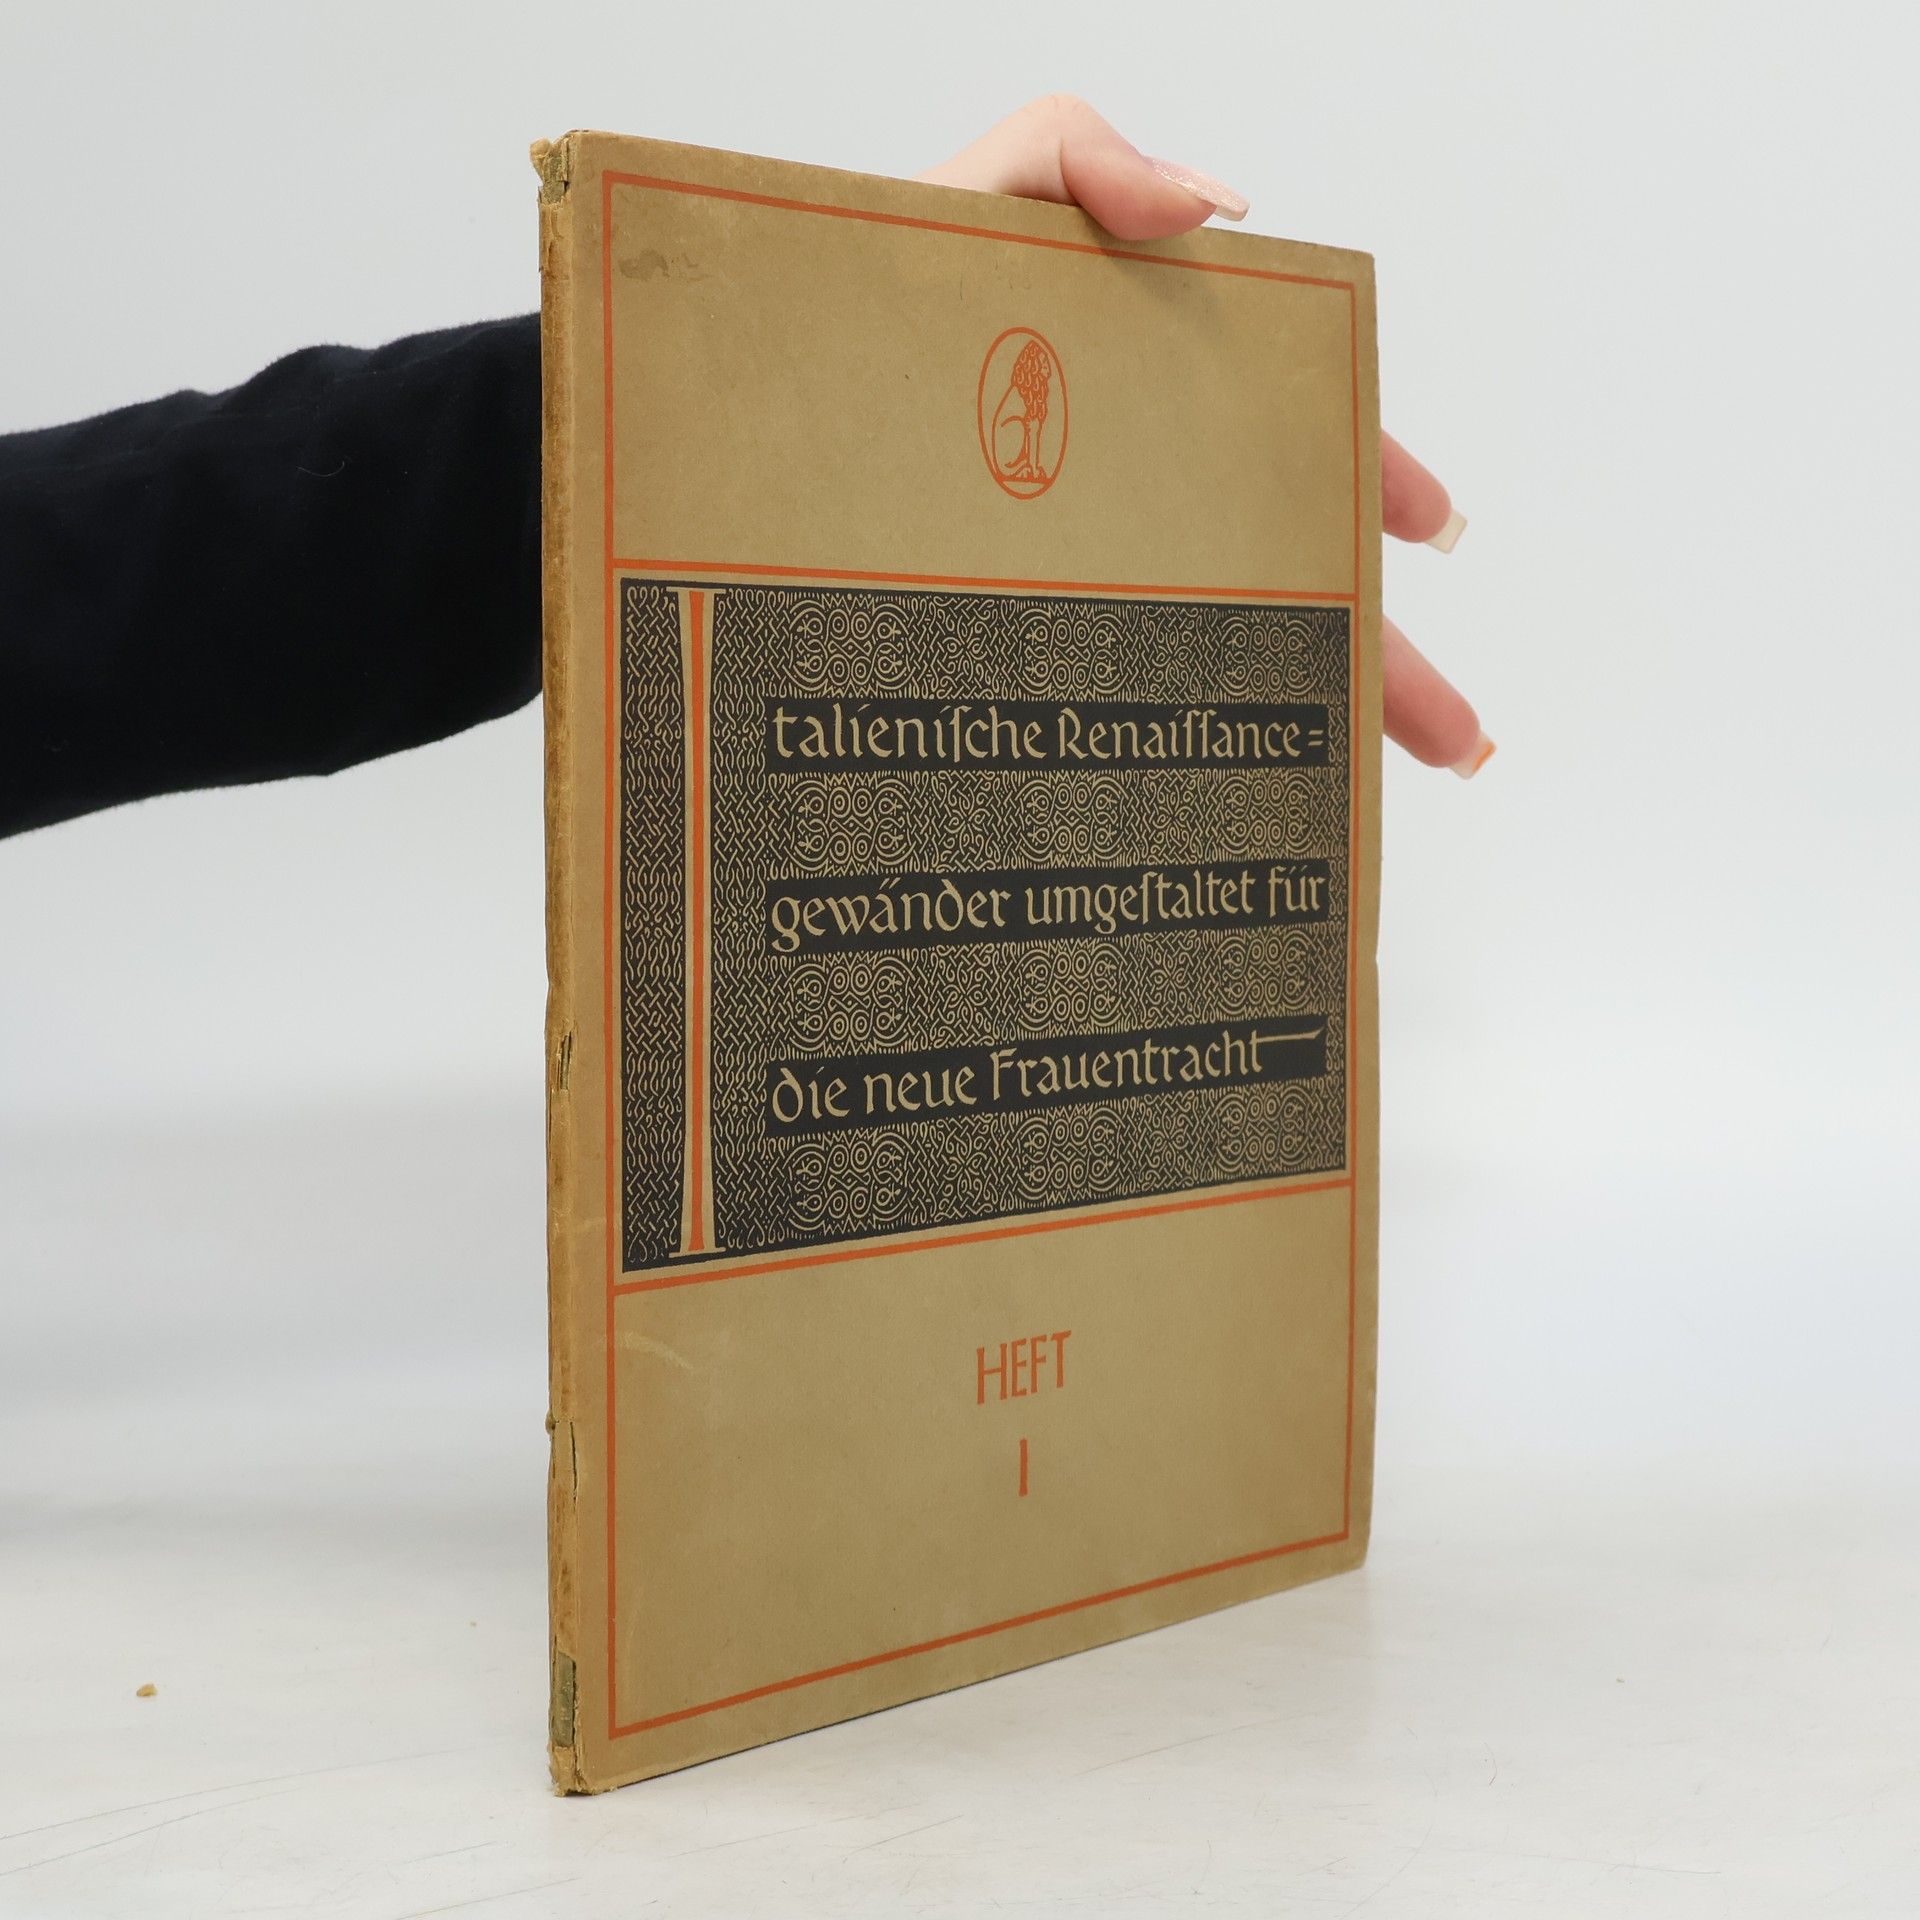 Italieniſche Renaiſſance=
gewänder umgeſtaltet für
die neue Frauentracht
HEFT
I